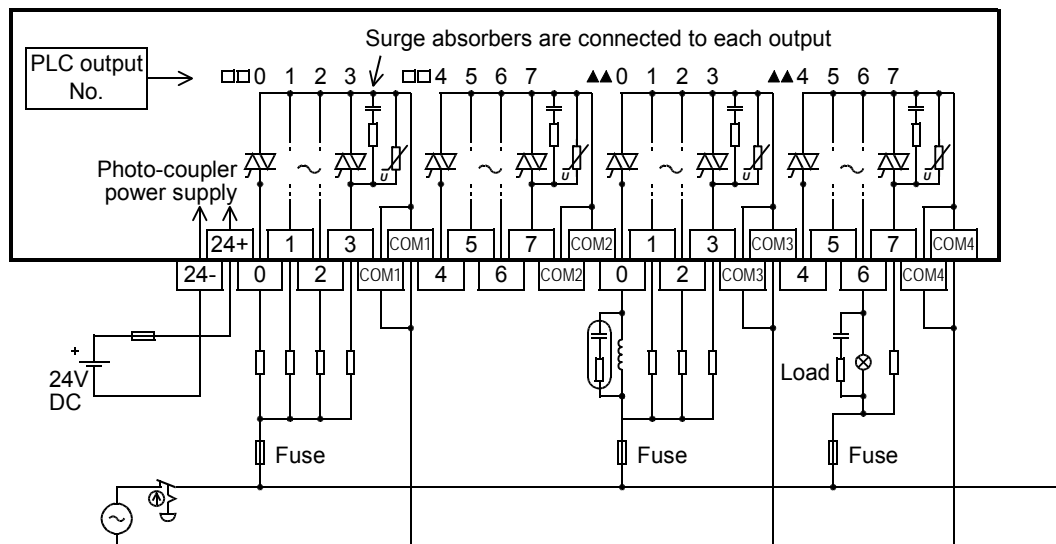 Surge absorbers are connected to each output
PLC output
No.
□□0 1 2 3 □□4 5 6 7 ▲▲0 1 2 3 ▲▲4 5 6 7
U U U U
Photo-coupler
power supply
24+ 1 3 COM1 5 7 COM2 1 3 COM3 5 7 COM4
24- 0 2 COM1 4 6 COM2 0 2 COM3 4 6 COM4
+
24V
DC
Load
Fuse Fuse Fuse